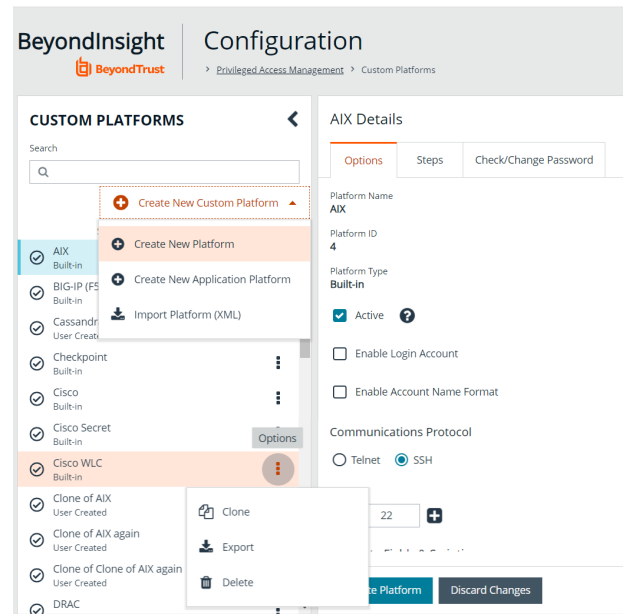 BeyondInsight
BeyondTrust
Configuration
> Privileged Access Management > Custom Platforms
CUSTOM PLATFORMS
Search
Create New Custom Platform
Create New Platform
Create New Application Platform
Import Platform (XML)
AIX
Built-in
BIG-IP (F5
Built-in
Cassandr
User Create
Checkpoint
Built-in
Cisco
Built-in
Cisco Secret
Built-in
Options
Cisco WLC
Built-in
Clone of AIX
User Created
Clone of AIX again
User Created
Clone of Clone of AIX again
User Created
DRAC
Clone
Export
Delete
AIX Details
Options Steps Check/Change Password
Platform Name
AIX
Platform ID
4
Platform Type
Built-in
Active ?
Enable Login Account
Enable Account Name Format
Communications Protocol
Telnet SSH
22
Platform
Discard Changes